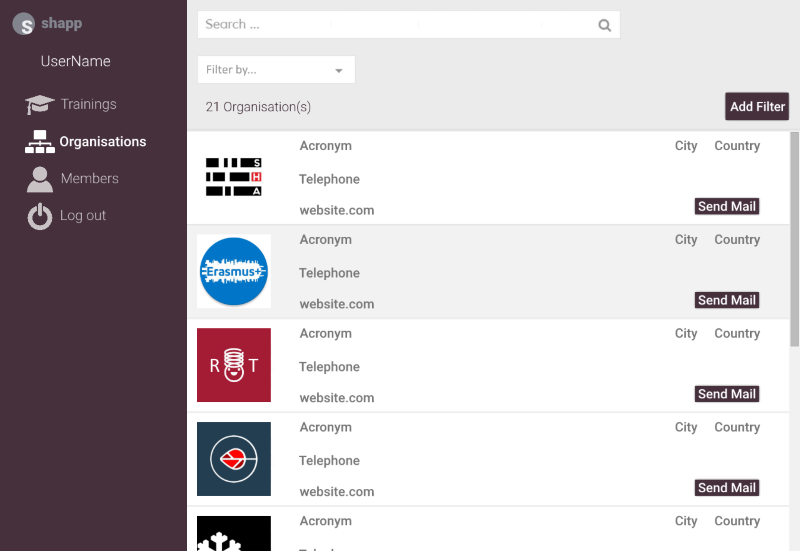 S shapp
UserName
Trainings
Organisations
Members
Log out
Search ...
Filter by...
21 Organisation(s)
Add Filter
S
H
A
Acronym
City Country
Telephone
website.com
Send Mail
Erasmus+
Acronym
City Country
Telephone
website.com
Send Mail
R T
Acronym
City Country
Telephone
website.com
Send Mail
Acronym
City Country
Telephone
website.com
Send Mail
Acronym
City Country
Telephone